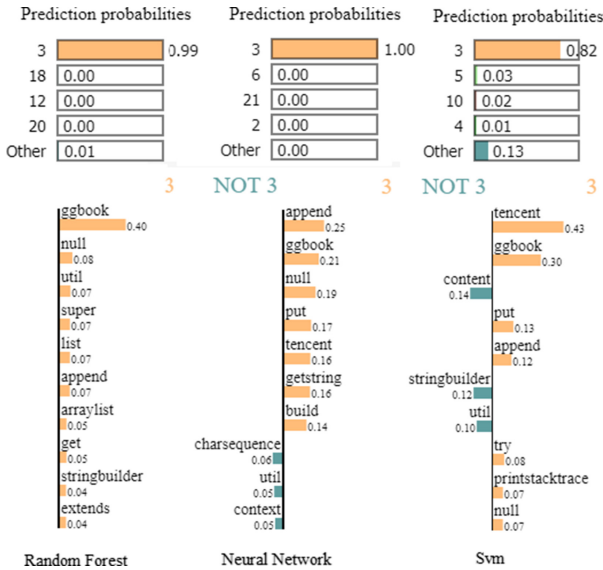 Prediction probabilities
3 0.99
18 0.00
12 0.00
20 0.00
Other 0.01
3
ggbook
0.40
null
0.08
util
0.07
super
0.07
list
0.07
append
0.07
arraylist
0.05
get
0.05
stringbuilder
0.04
extends
0.04
Random Forest
Prediction probabilities
3 1.00
6 0.00
21 0.00
2 0.00
Other 0.00
NOT 3 3
append
0.25
ggbook
0.21
null
0.19
put
0.17
tencent
0.16
getstring
0.16
build
0.14
charsequence
0.06
util
0.05
context
0.05
Neural Network
Prediction probabilities
3 0.82
5 0.03
10 0.02
4 0.01
Other 0.13
NOT 3 3
tencent
0.43
ggbook
0.30
content
0.14
put
0.13
append
0.12
stringbuilder
0.12
util
0.10
try
0.08
printstacktrace
0.07
null
0.07
Svm